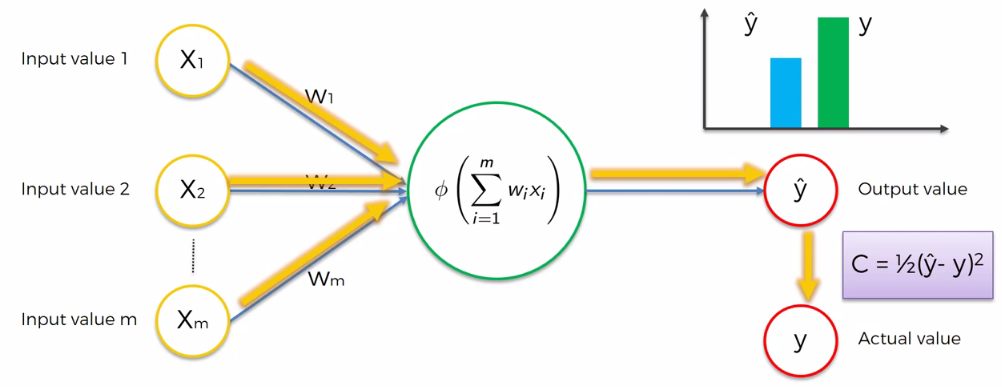 ŷ
y
Input value 1
X1
W1
Input value 2
X2
W2
ϕ(∑_{i=1}^{m} wᵢxᵢ)
ŷ
Output value
C = ½(ŷ- y)²
Wm
Input value m
Xm
y
Actual value